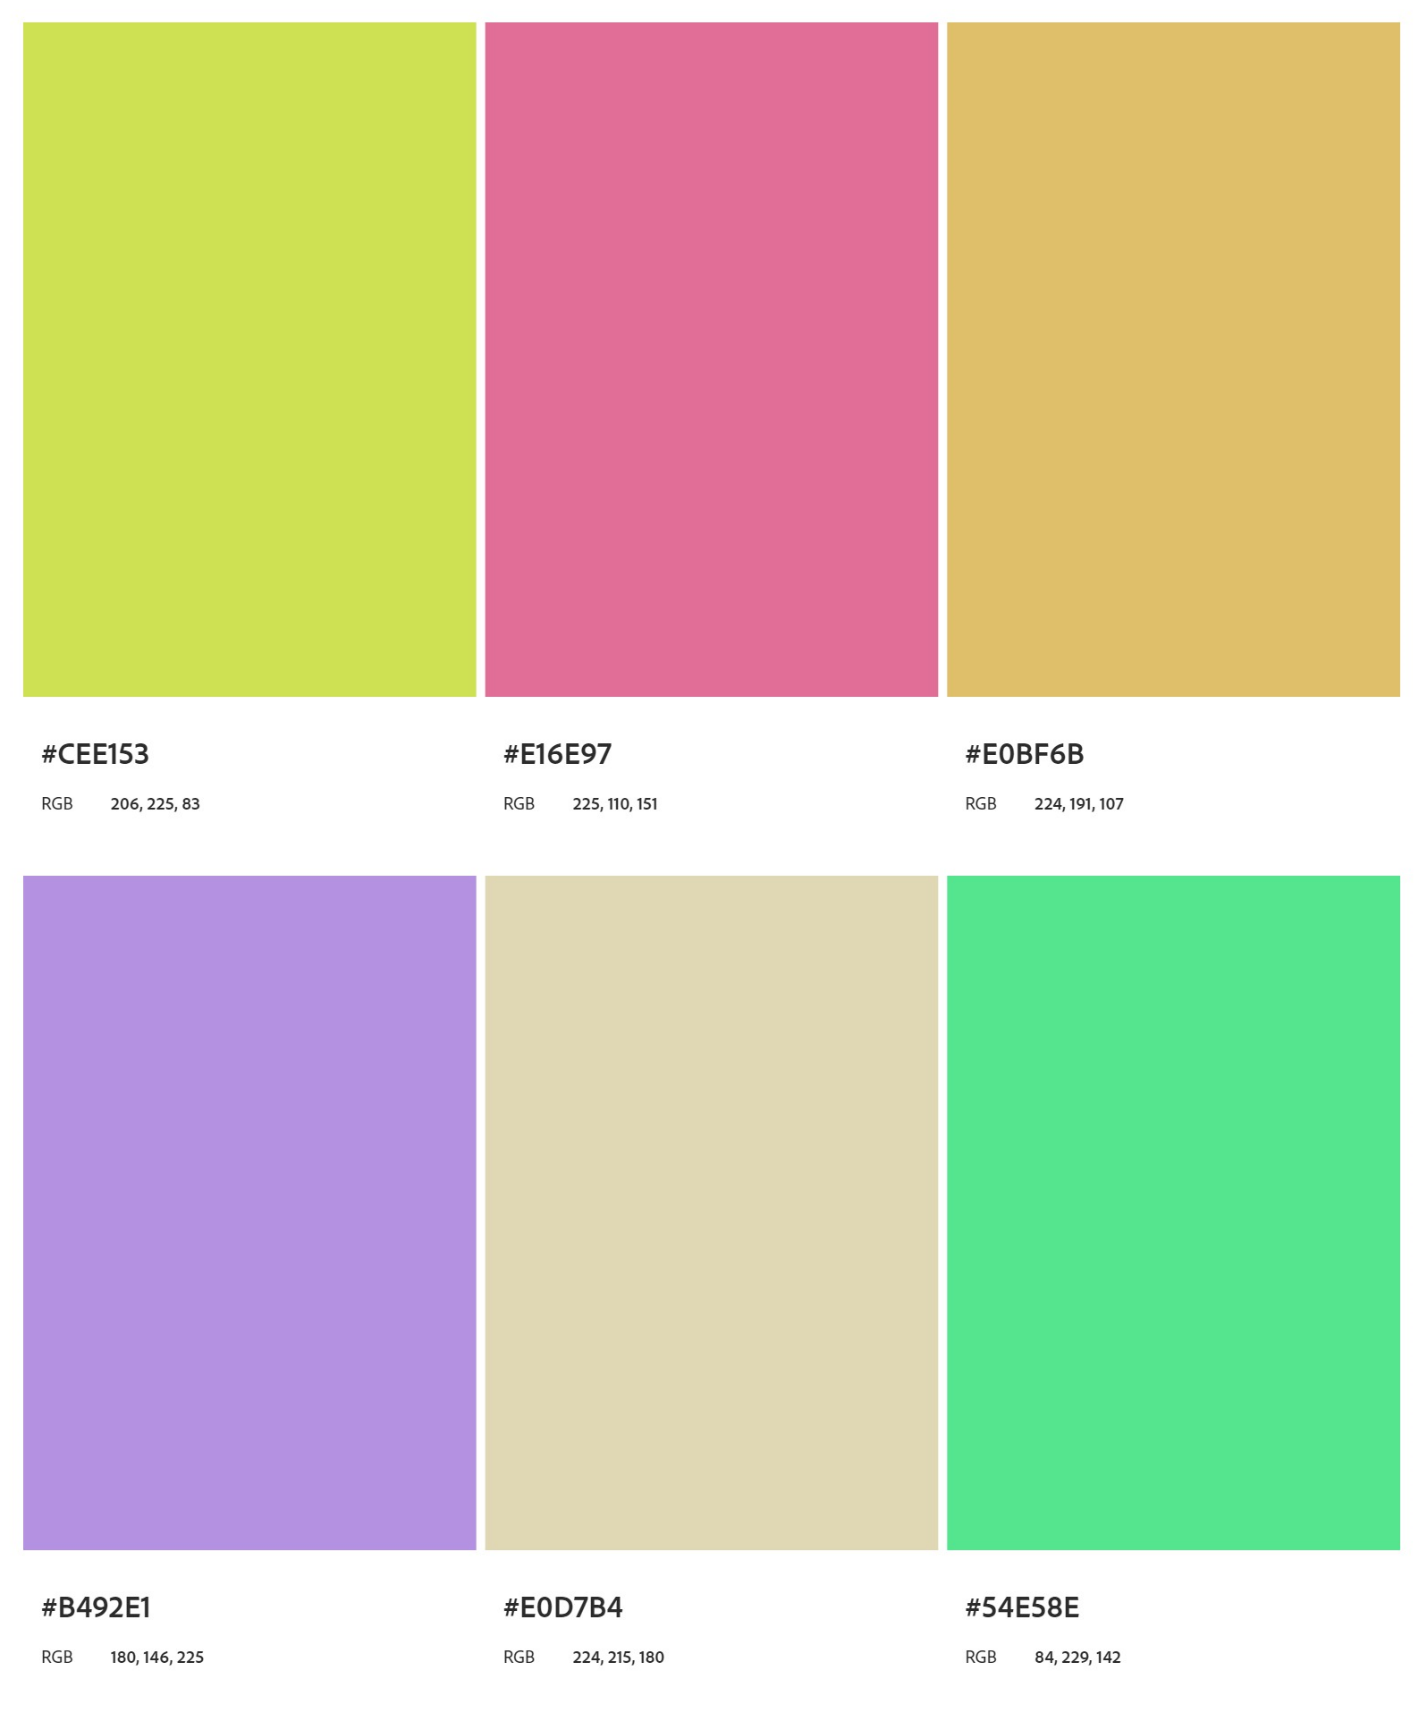 #CEE153 #E16E97 #E0BF6B
RGB 206, 225, 83 RGB 225, 110, 151 RGB 224, 191, 107
#B492E1 #E0D7B4 #54E58E
RGB 180, 146, 225 RGB 224, 215, 180 RGB 84, 229, 142